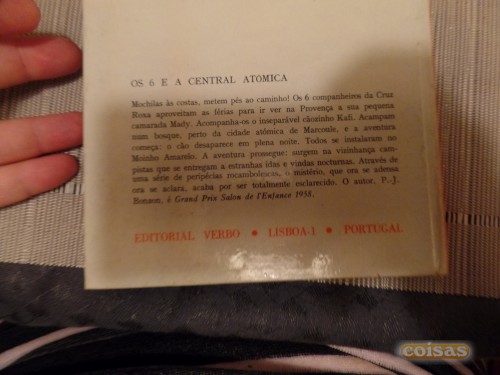 OS 6 E A CENTRAL ATOMICA
Mochilas às costas, metem pés ao caminho! Os 6 companheiros da Cruz
Roxa aproveitam as férias para ir ver na Provença a sua pequena
camarada Mady. Acompanha-os o inseparável cãozinho Kafi. Acampam
num bosque, perto da cidade atômica de Marcoule, e a aventura
começa: o cão desaparece em plena noite. Todos se instalaram no
Moinho Amarelo. A aventura prossegue: surgem na vizinhança cam-
pistas que se entregam a estranhas idas e vindas nocturnas. Através de
uma série de peripécias rocambolescas, o mistério, que ora se adensa
ora se aclara, acaba por ser totalmente esclarecido. O autor, P.-J.
Bonzon, é Grand Prix Salon de l'Enfance 1958.
EDITORIAL VERBO • LISBOA-1 • PORTUGAL
coisas